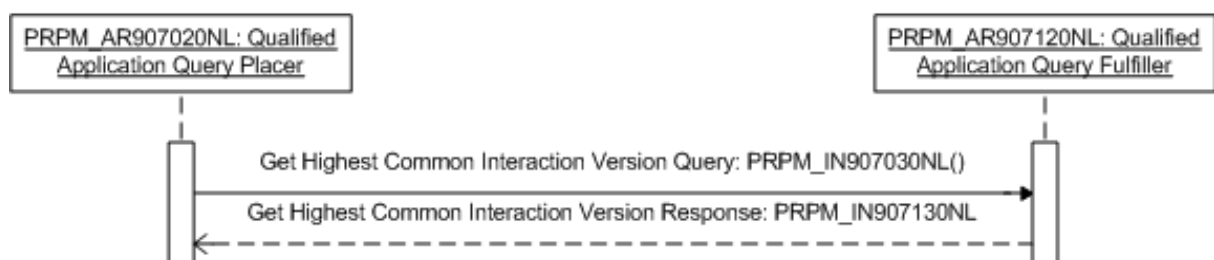 PRPM_AR907020NL: Qualified
Application Query Placer
PRPM_AR907120NL: Qualified
Application Query Fulfiller
Get Highest Common Interaction Version Query: PRPM_IN907030NL()
Get Highest Common Interaction Version Response: PRPM_IN907130NL